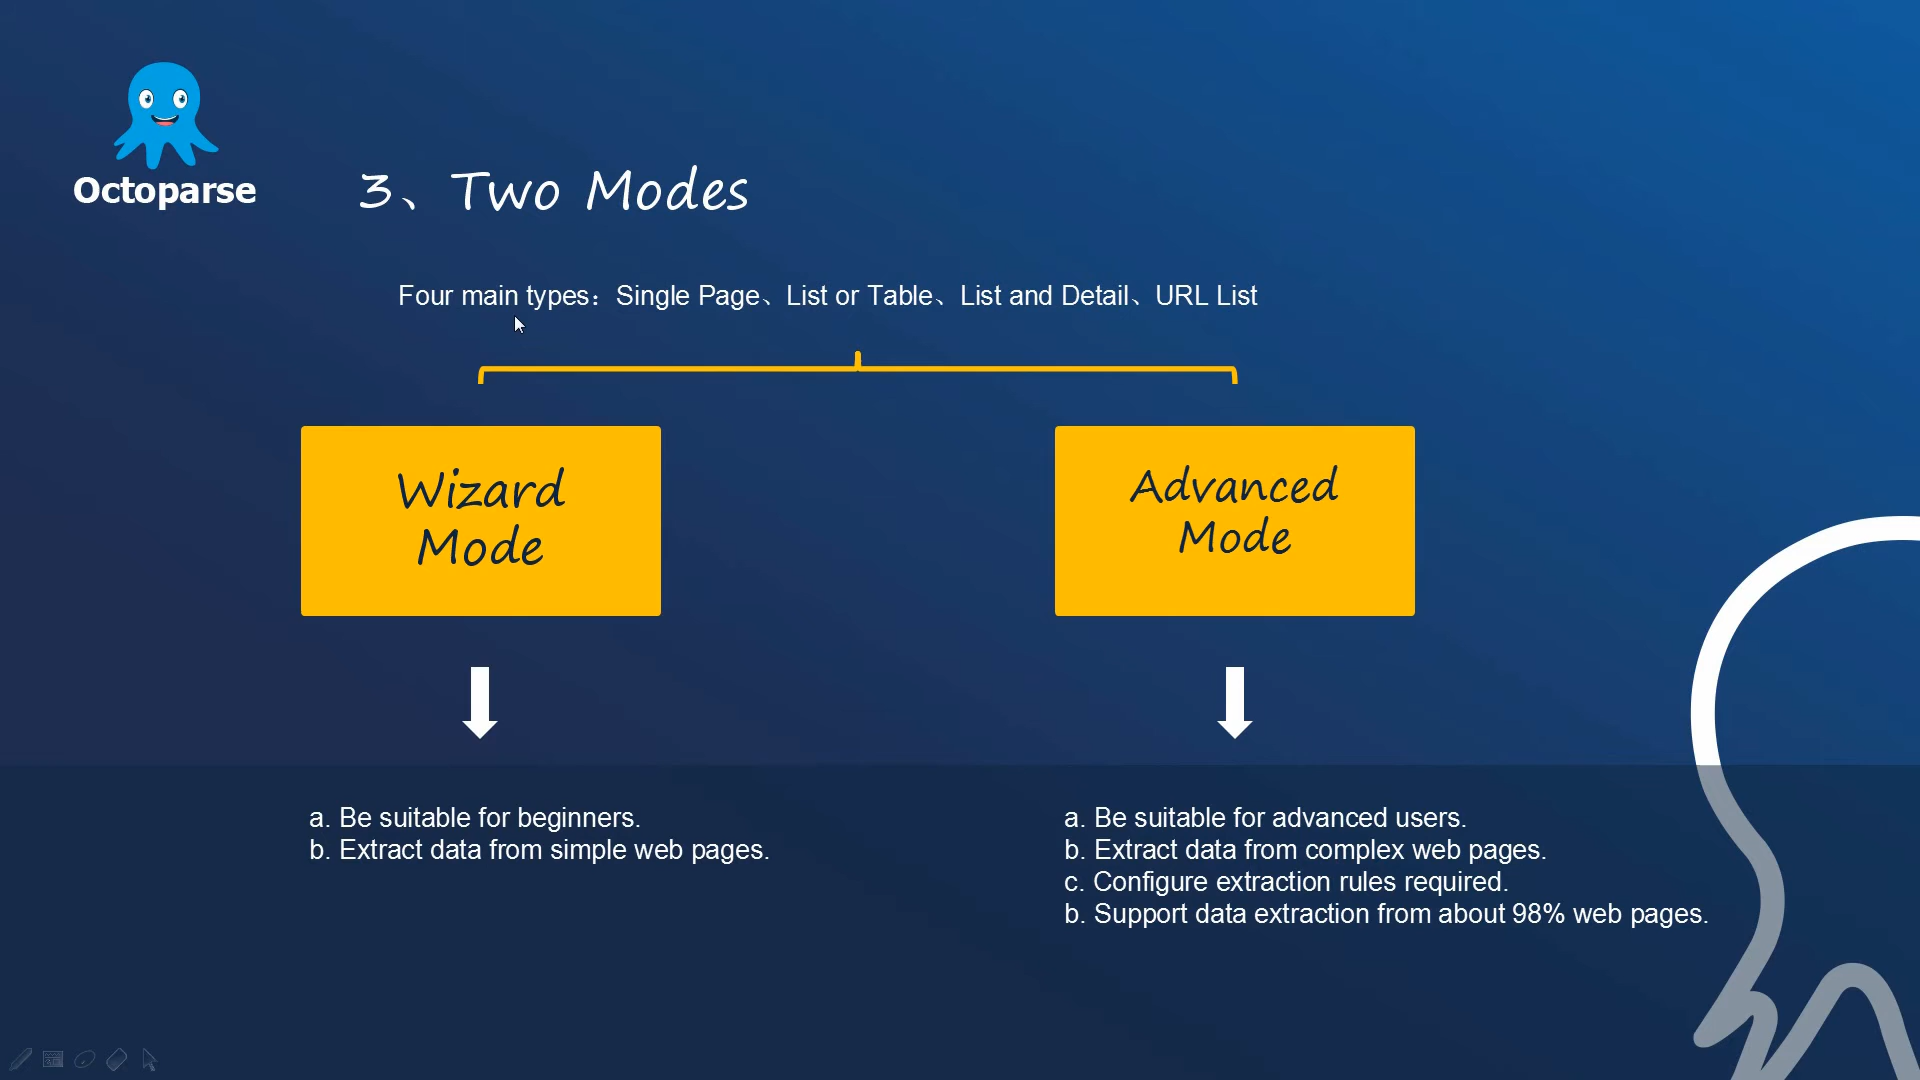 Octoparse
3、Two Modes
Four main types：Single Page、List or Table、List and Detail、URL List
Wizard
Mode
Advanced
Mode
a. Be suitable for beginners.
b. Extract data from simple web pages.
a. Be suitable for advanced users.
b. Extract data from complex web pages.
c. Configure extraction rules required.
b. Support data extraction from about 98% web pages.